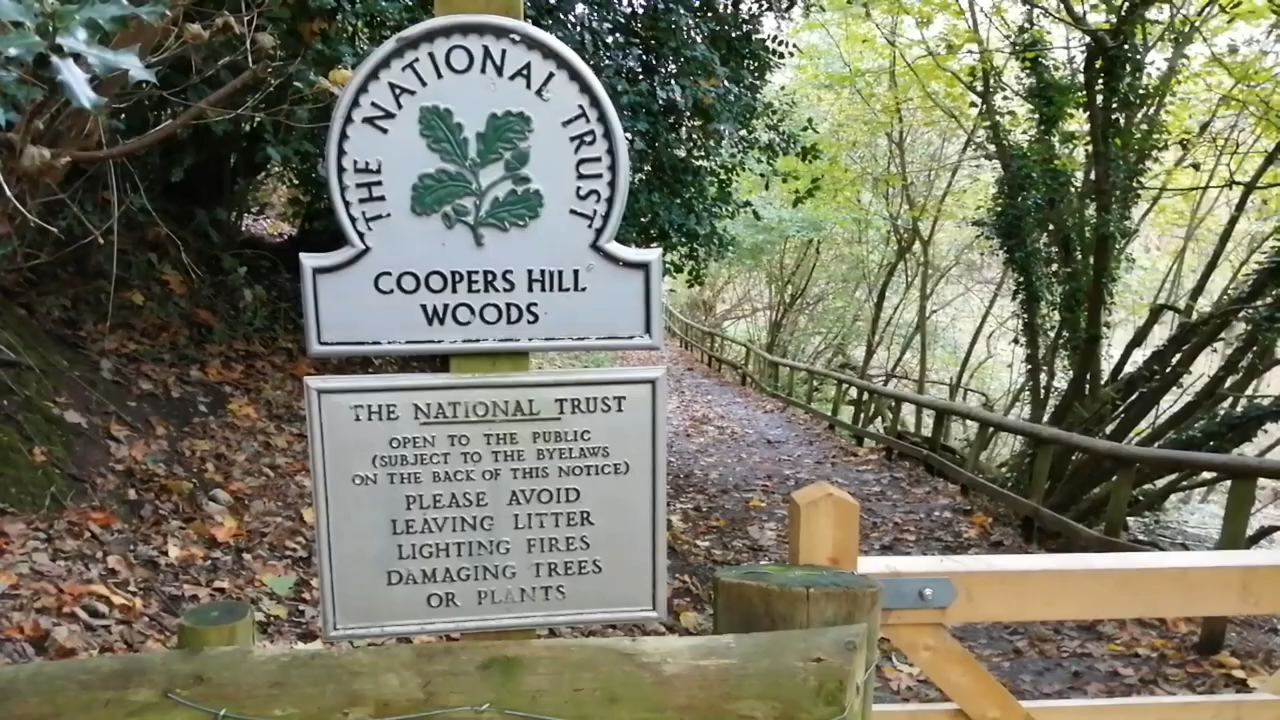 THE NATIONAL TRUST
COOPERS HILL
WOODS
THE NATIONAL TRUST
OPEN TO THE PUBLIC
(SUBJECT TO THE BYELAWS
ON THE BACK OF THIS NOTICE)
PLEASE AVOID
LEAVING LITTER
LIGHTING FIRES
DAMAGING TREES
OR PLANTS